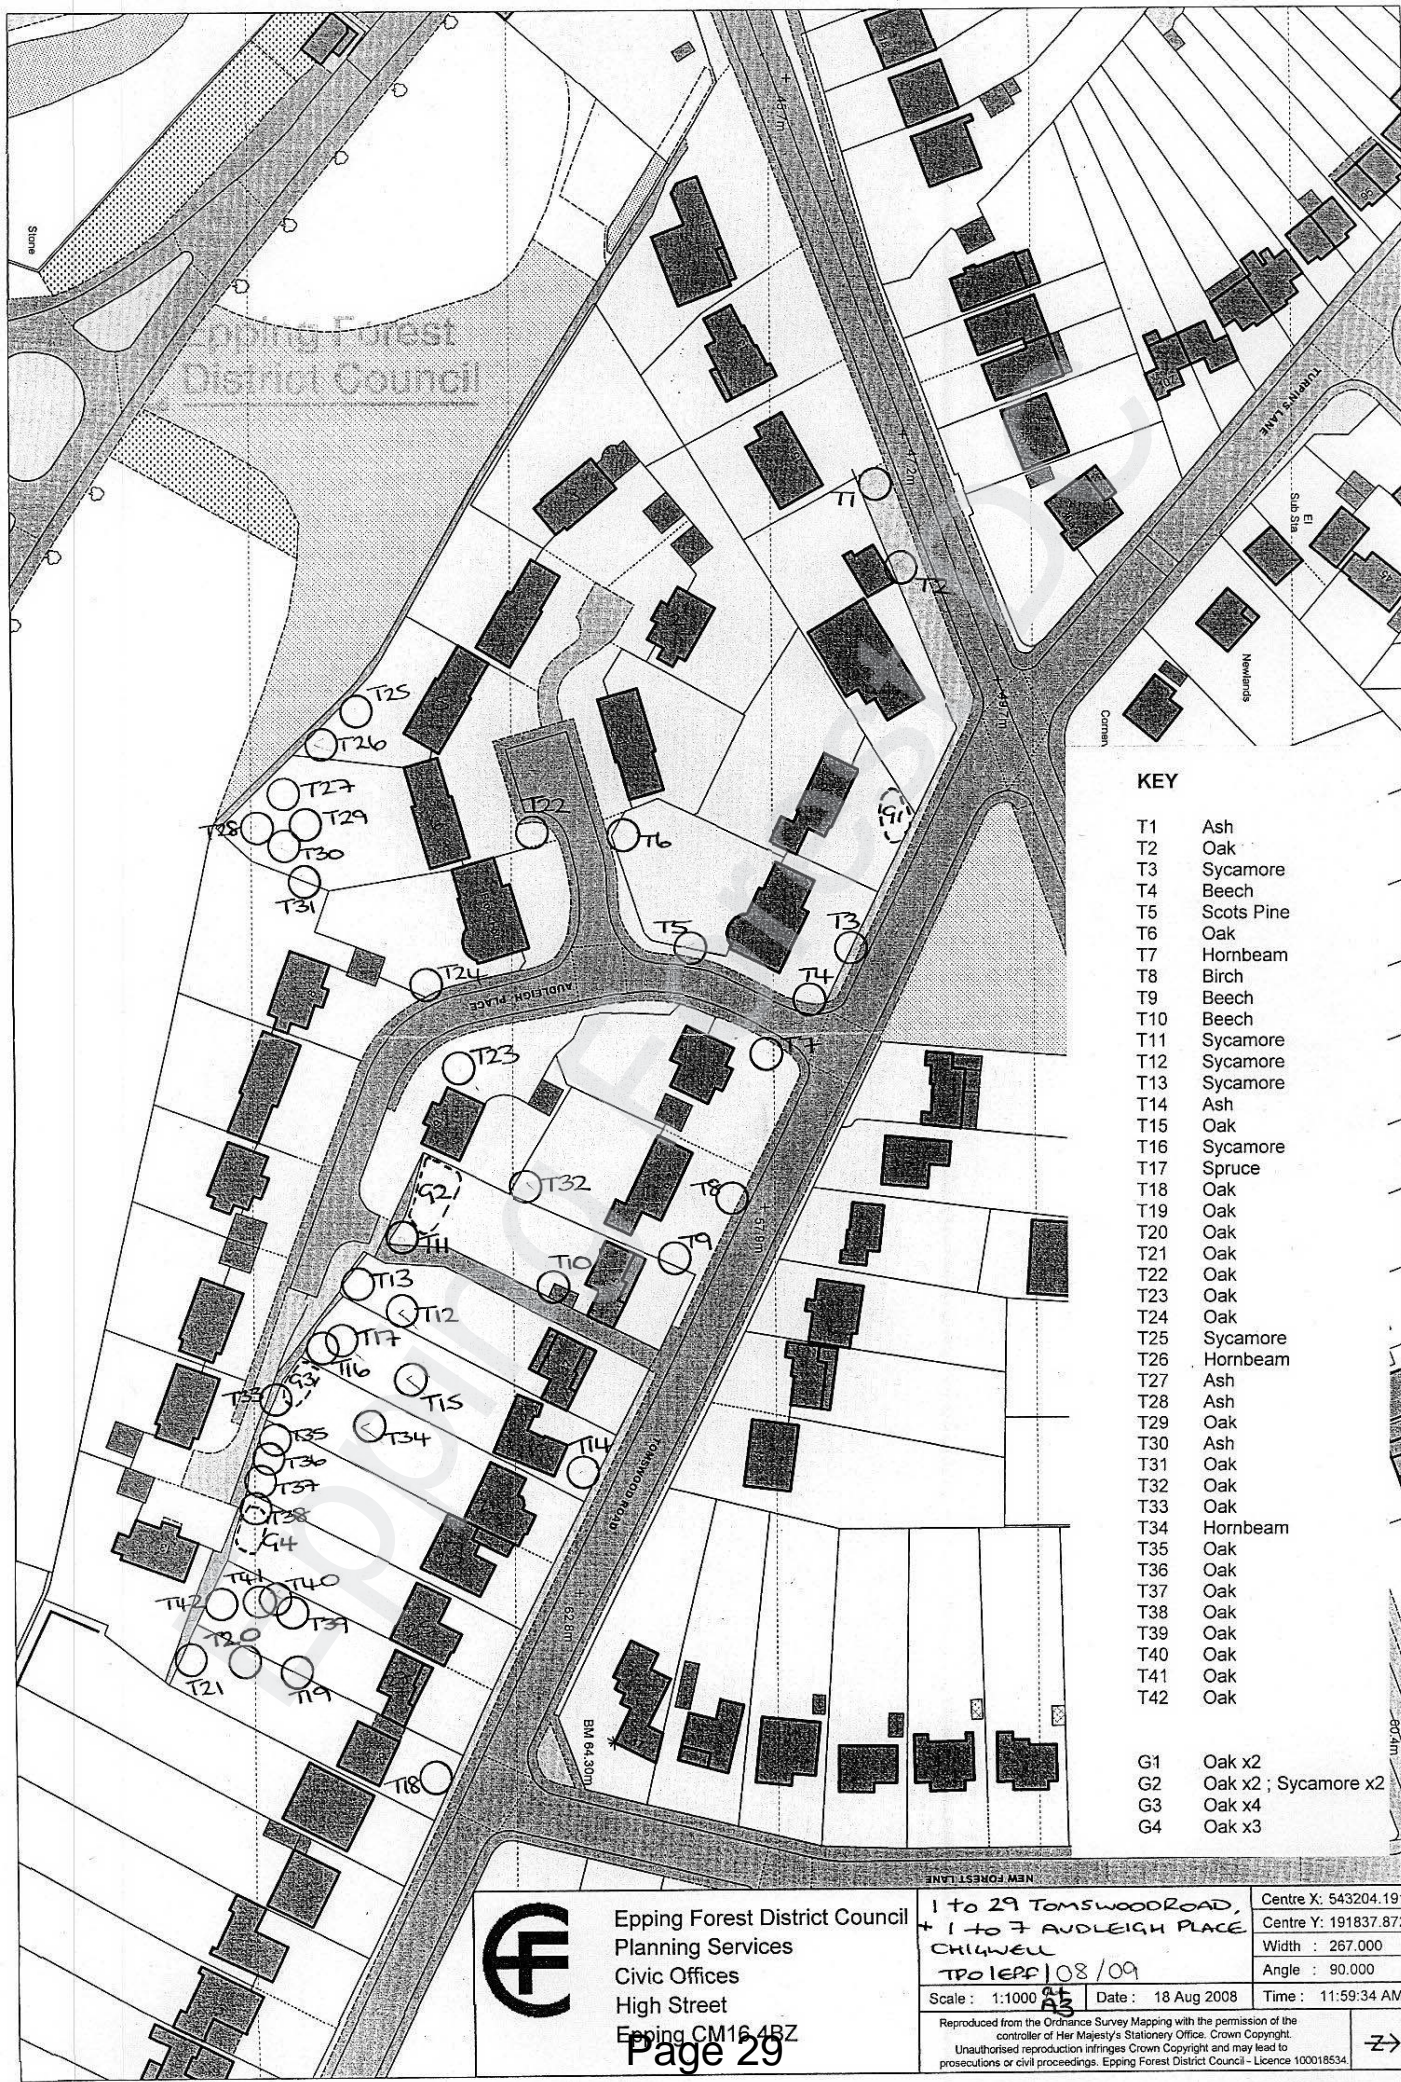 Stone
Epping Forest
District Council
TURPIN'S LANE
El
Sub Sta
Newlands
T1
T2
T25
T26
T27
T28
T29
T30
T31
T22
T6
G1
T5
T3
T4
T24
AUDLEIGH PLACE
T7
T23
G2
T32
T8
57.9m
T9
T11
T10
T13
T12
T17
T16
G3
T33
T15
T34
T35
T36
T37
T38
G4
T14
TOMSWOOD ROAD
T41
T40
T42
T39
T20
T21
T19
62.8m
BM 64.30m
T18
NEW FOREST LANE
60.4m
KEY
T1 Ash
T2 Oak
T3 Sycamore
T4 Beech
T5 Scots Pine
T6 Oak
T7 Hornbeam
T8 Birch
T9 Beech
T10 Beech
T11 Sycamore
T12 Sycamore
T13 Sycamore
T14 Ash
T15 Oak
T16 Sycamore
T17 Spruce
T18 Oak
T19 Oak
T20 Oak
T21 Oak
T22 Oak
T23 Oak
T24 Oak
T25 Sycamore
T26 Hornbeam
T27 Ash
T28 Ash
T29 Oak
T30 Ash
T31 Oak
T32 Oak
T33 Oak
T34 Hornbeam
T35 Oak
T36 Oak
T37 Oak
T38 Oak
T39 Oak
T40 Oak
T41 Oak
T42 Oak
G1 Oak x2
G2 Oak x2 ; Sycamore x2
G3 Oak x4
G4 Oak x3
Epping Forest District Council
Planning Services
Civic Offices
High Street
Epping CM16 4BZ
1 to 29 TOMSWOOD ROAD,
+ 1 to 7 AUDLEIGH PLACE
CHIGWELL
TPO/EPF/08/09
Scale : 1:1000 at A3
Date : 18 Aug 2008
Centre X: 543204.19
Centre Y: 191837.87
Width : 267.000
Angle : 90.000
Time : 11:59:34 AM
Reproduced from the Ordnance Survey Mapping with the permission of the
controller of Her Majesty's Stationery Office. Crown Copyright.
Unauthorised reproduction infringes Crown Copyright and may lead to
prosecutions or civil proceedings. Epping Forest District Council - Licence 100018534.
Z
Page 29